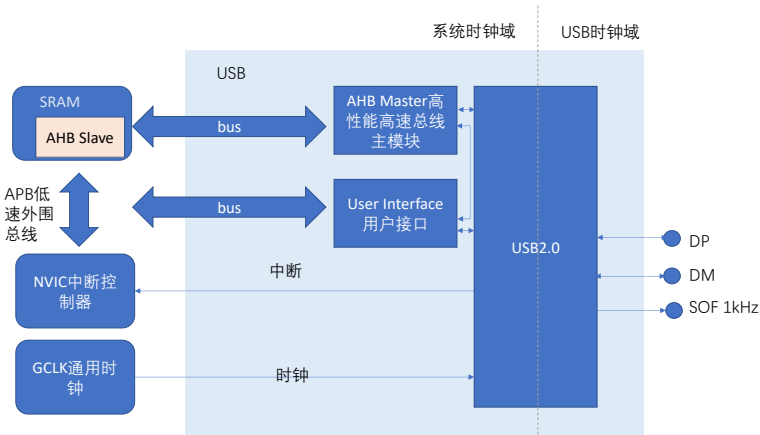 系统时钟域
USB时钟域
USB
SRAM
AHB Slave
bus
AHB Master高
性能高速总线
主模块
APB低
速外围
总线
bus
User Interface
用户接口
USB2.0
DP
DM
SOF 1kHz
NVIC中断控
制器
中断
GCLK通用时
钟
时钟